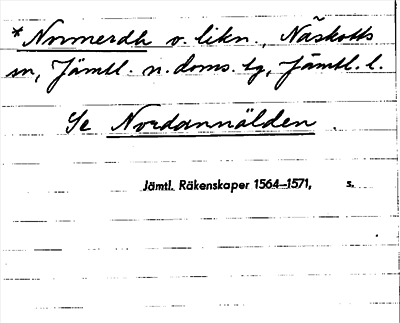 *Normerdh o. likn., Näskotts
sn, Jämtl. n. doms. tg, Jämtl. l.
Se Nordannälden.
Jämtl. Räkenskaper 1564–1571, s.